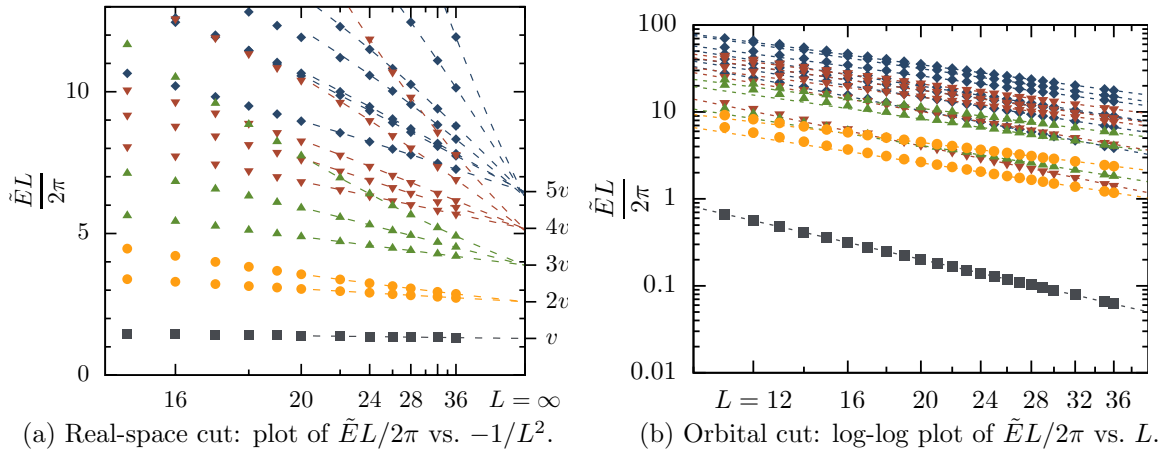 ẼL
2π
10
5
0
16
20
24
28
36
L = ∞
5v
4v
3v
2v
v
(a) Real-space cut: plot of ẼL/2π vs. −1/L².
ẼL
2π
100
10
1
0.1
0.01
L = 12
16
20
24
28
32
36
(b) Orbital cut: log-log plot of ẼL/2π vs. L.